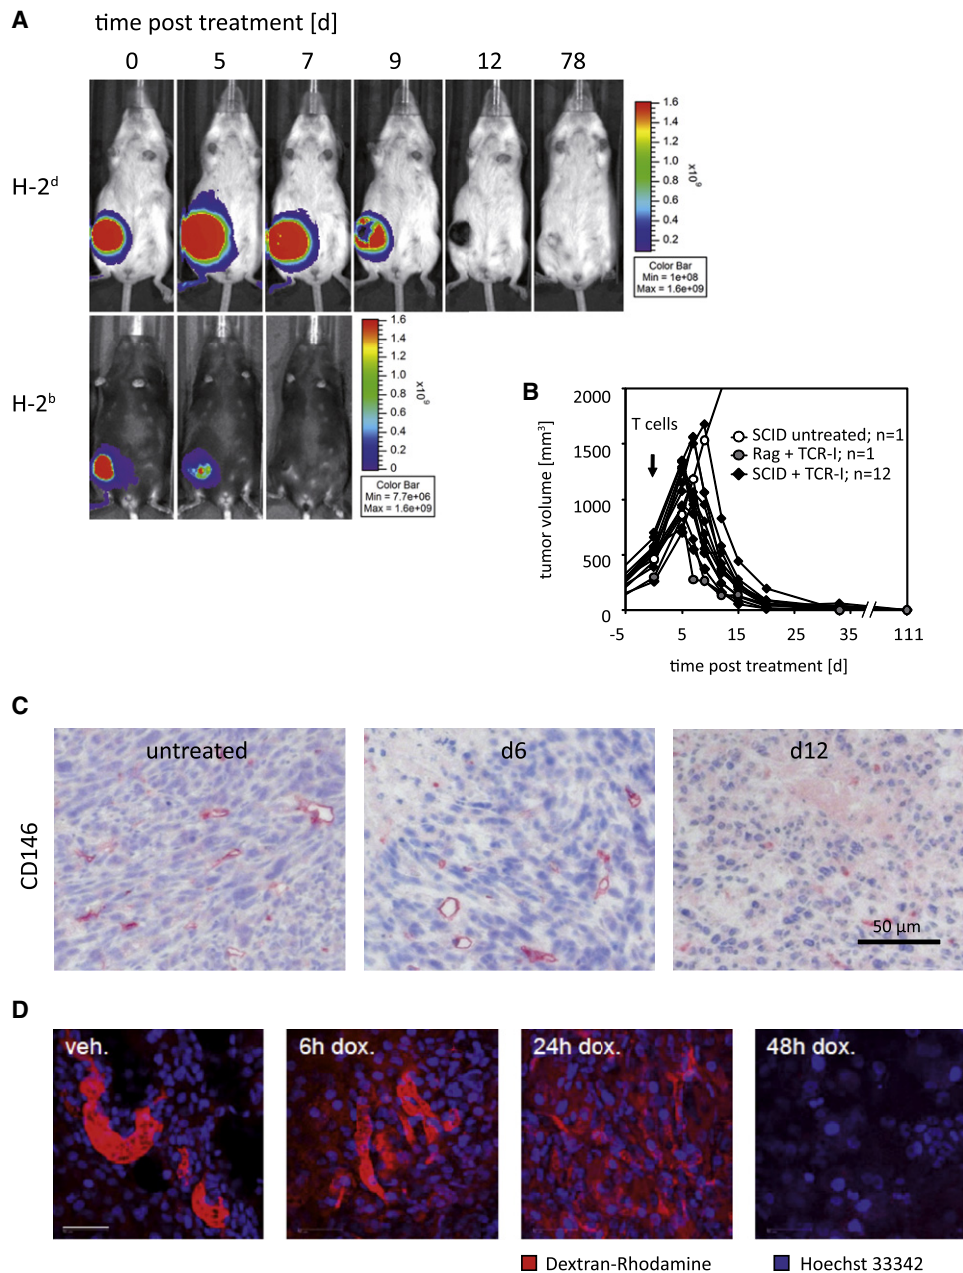 A
time post treatment [d]
0 5 7 9 12 78
H-2d
1.6
1.4
1.2
1.0
0.8
0.6
0.4
0.2
x10^9
Color Bar
Min = 1e+08
Max = 1.6e+09
H-2b
1.6
1.4
1.2
1.0
0.8
0.6
0.4
0.2
0
x10^9
Color Bar
Min = 7.7e+06
Max = 1.6e+09
B
2000
1500
1000
500
0
tumor volume [mm3]
T cells
SCID untreated; n=1
Rag + TCR-I; n=1
SCID + TCR-I; n=12
-5 5 15 25 35 111
time post treatment [d]
C
CD146
untreated
d6
d12
50 µm
D
veh.
6h dox.
24h dox.
48h dox.
Dextran-Rhodamine
Hoechst 33342